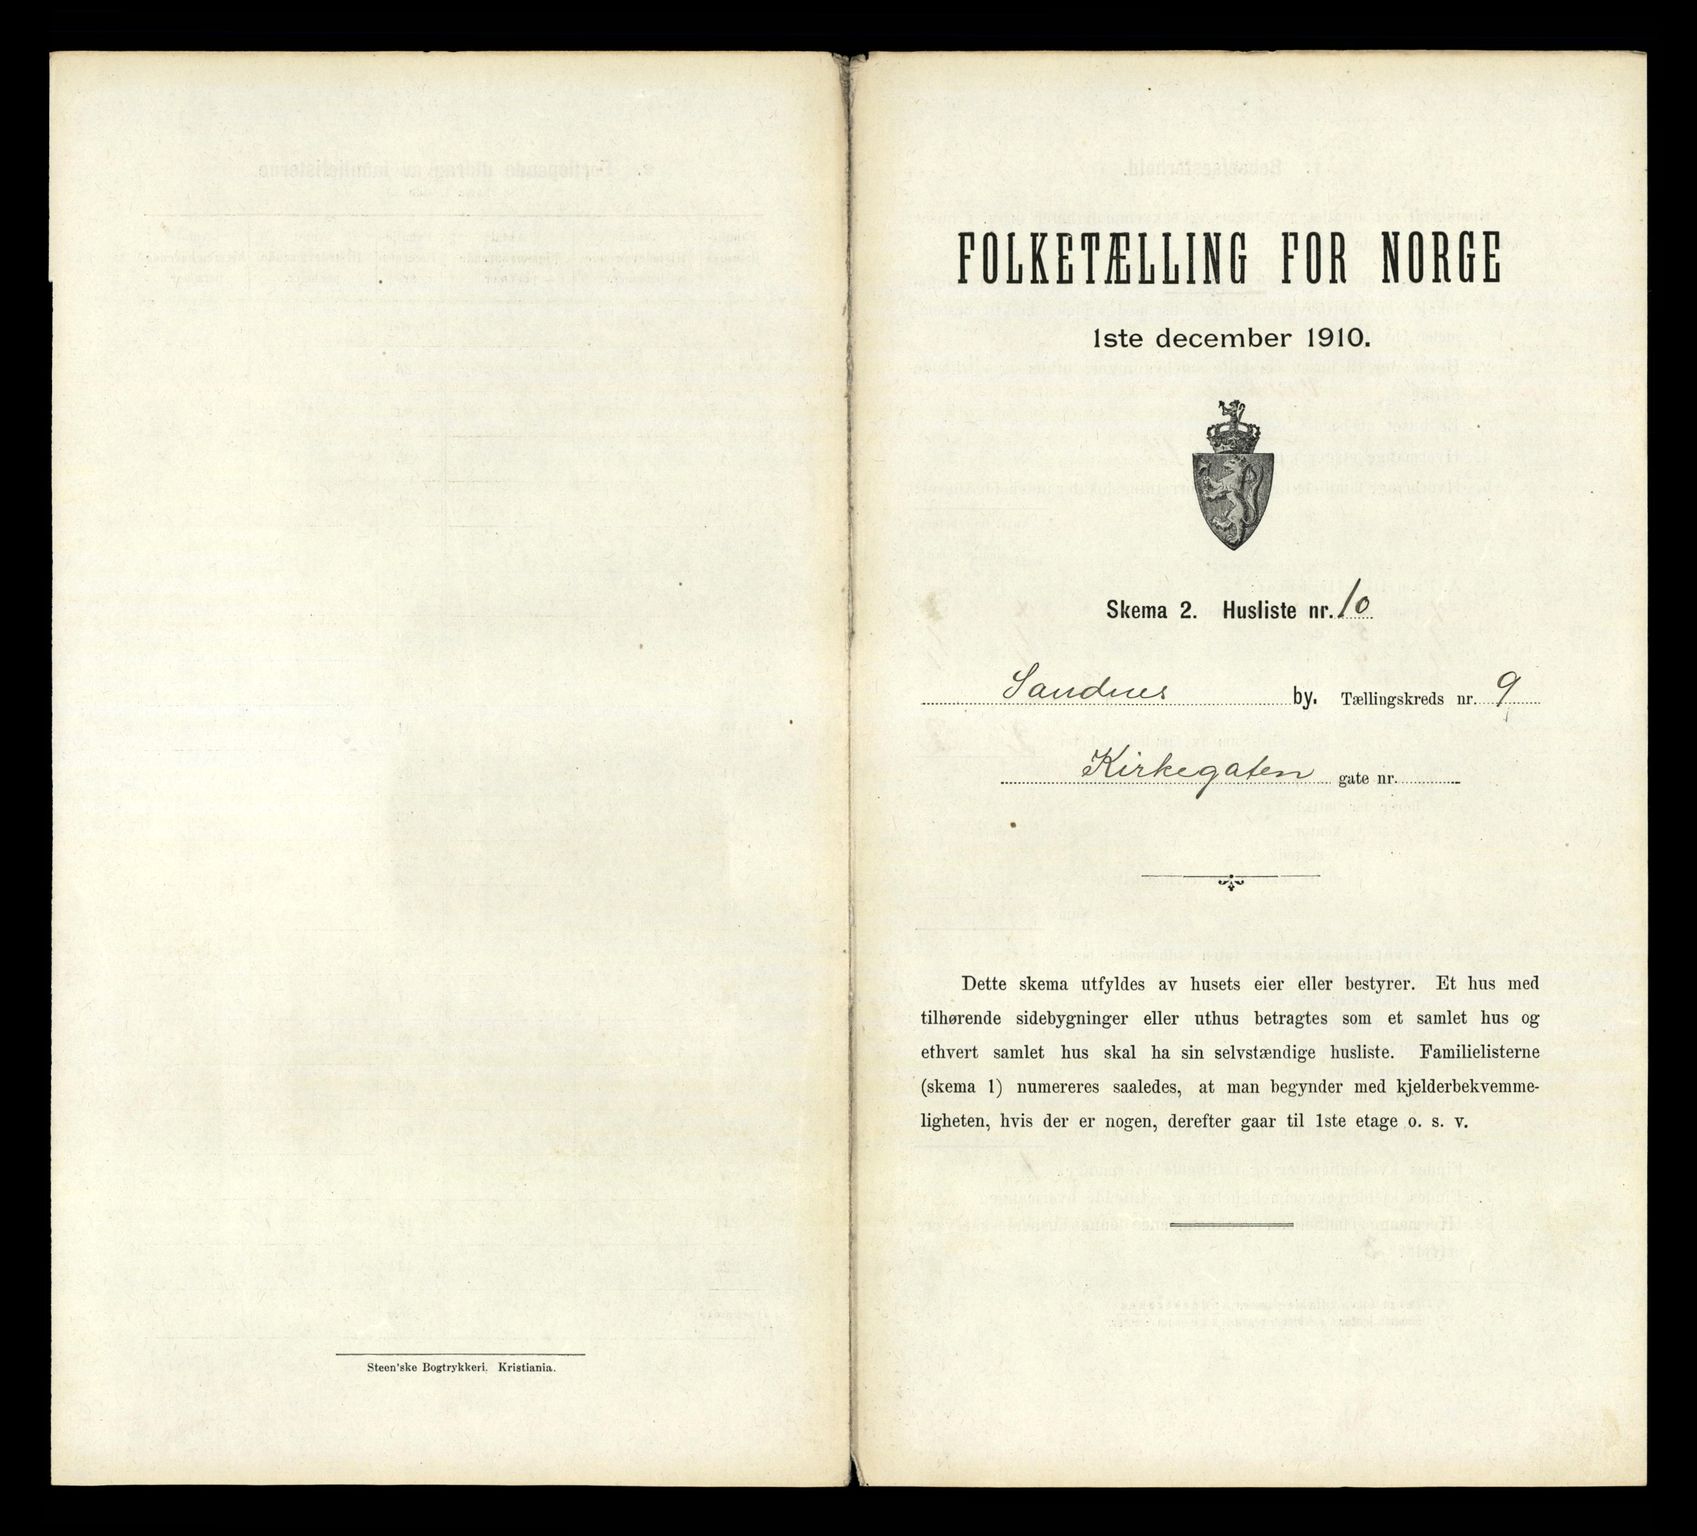 Steen'ske Bogtrykkeri. Kristiania.
FOLKETÆLLING FOR NORGE
1ste december 1910.
Skema 2. Husliste nr. 10
Sandnes by. Tællingskreds nr. 9
Kirkegaten gate nr.
Dette skema utfyldes av husets eier eller bestyrer. Et hus med
tilhørende sidebygninger eller uthus betragtes som et samlet hus og
ethvert samlet hus skal ha sin selvstændige husliste. Familielisterne
(skema 1) numereres saaledes, at man begynder med kjelderbekvemme-
ligheten, hvis der er nogen, derefter gaar til 1ste etage o. s. v.